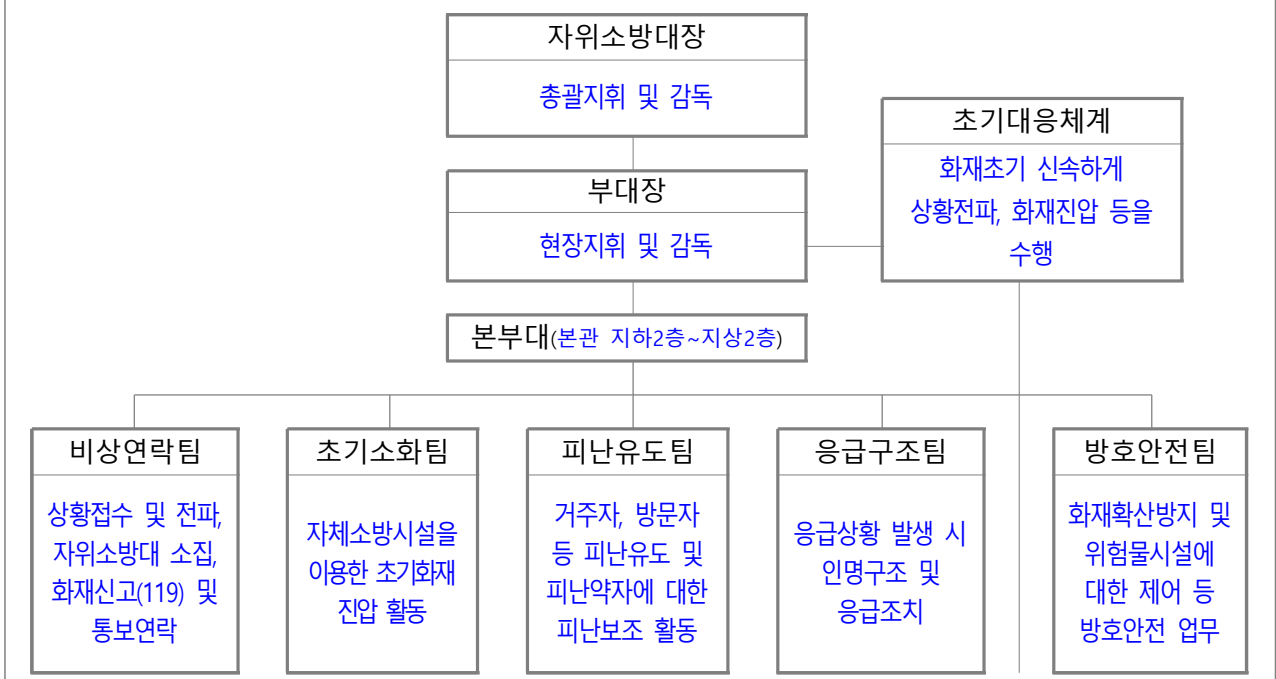 자위소방대장
총괄지휘 및 감독
초기대응체계
화재초기 신속하게
상황전파, 화재진압 등을
수행
부대장
현장지휘 및 감독
본부대(본관 지하2층~지상2층)
비상연락팀
상황접수 및 전파,
자위소방대 소집,
화재신고(119) 및
통보연락
초기소화팀
자체소방시설을
이용한 초기화재
진압 활동
피난유도팀
거주자, 방문자
등 피난유도 및
피난약자에 대한
피난보조 활동
응급구조팀
응급상황 발생 시
인명구조 및
응급조치
방호안전팀
화재확산방지 및
위험물시설에
대한 제어 등
방호안전 업무